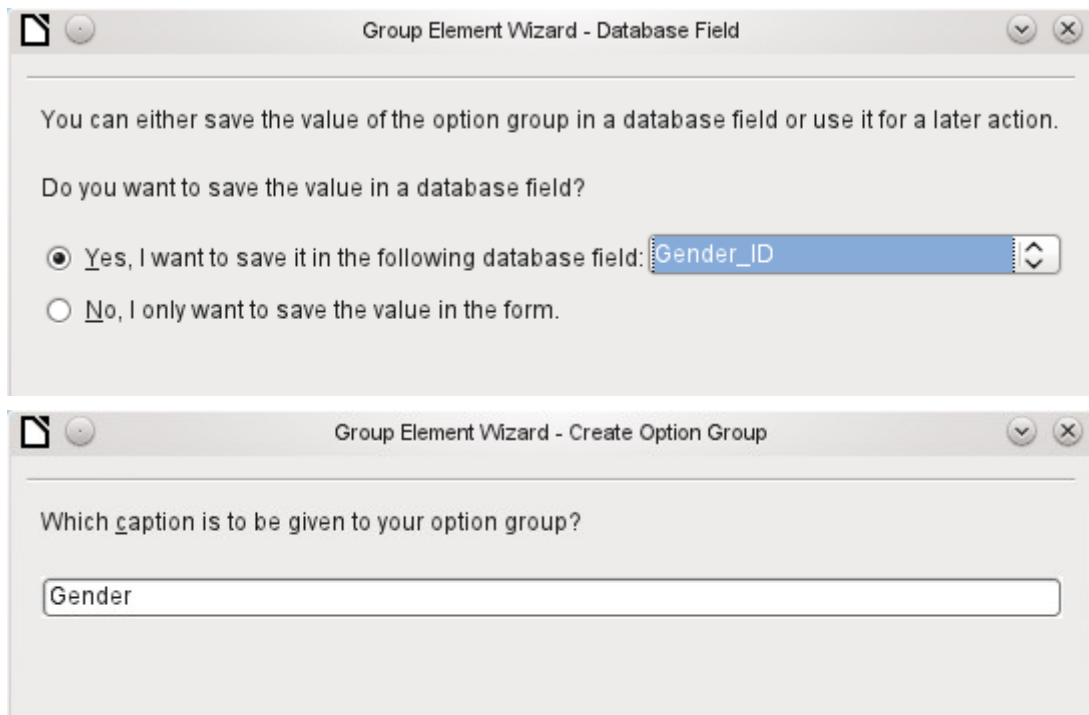 Group Element Wizard - Database Field
You can either save the value of the option group in a database field or use it for a later action.
Do you want to save the value in a database field?
Yes, I want to save it in the following database field: Gender_ID
No, I only want to save the value in the form.
Group Element Wizard - Create Option Group
Which caption is to be given to your option group?
Gender